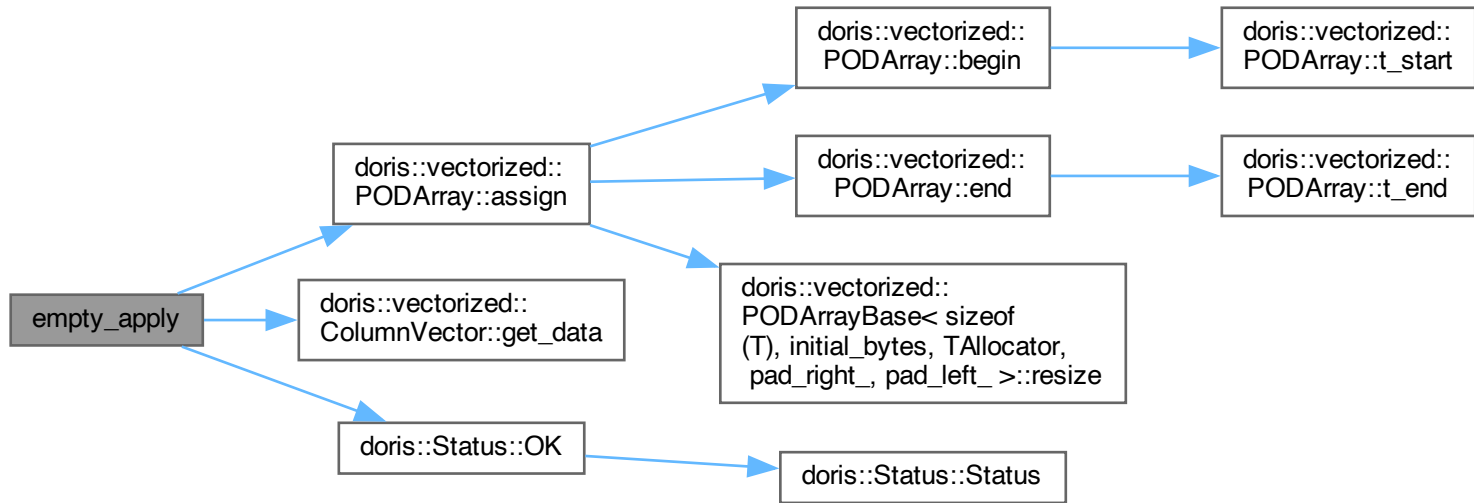 empty_apply
doris::vectorized::
PODArray::assign
doris::vectorized::
PODArray::begin
doris::vectorized::
PODArray::t_start
doris::vectorized::
PODArray::end
doris::vectorized::
PODArray::t_end
doris::vectorized::
PODArrayBase< sizeof
(T), initial_bytes, TAllocator,
pad_right_, pad_left_ >::resize
doris::vectorized::
ColumnVector::get_data
doris::Status::OK
doris::Status::Status